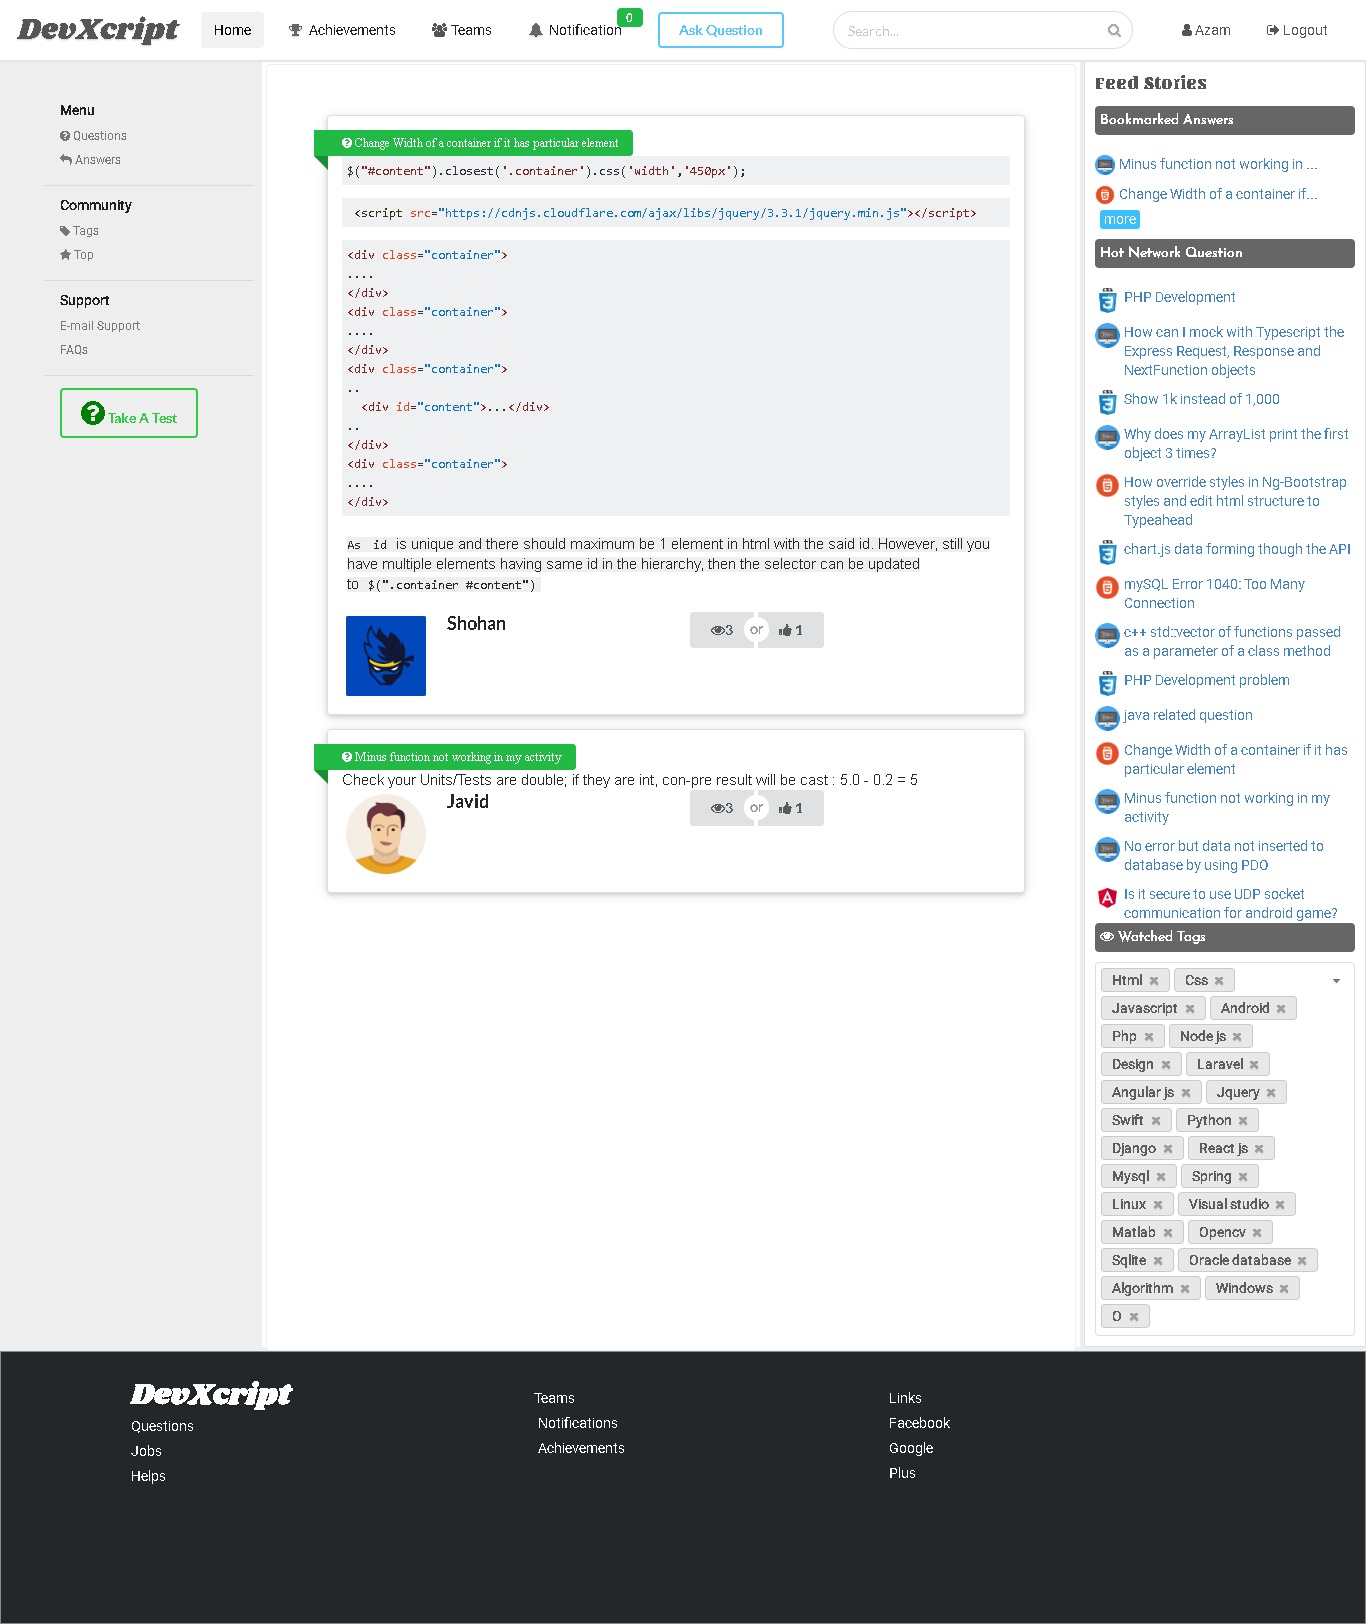 DevXcript
Home
Achievements
Teams
Notification
0
Ask Question
Search...
Azam
Logout
Menu
Questions
Answers
Community
Tags
Top
Support
E-mail Support
FAQs
Take A Test
Change Width of a container if it has particular element
$("#content").closest('.container').css('width','450px');
<script src="https://cdnjs.cloudflare.com/ajax/libs/jquery/3.3.1/jquery.min.js"></script>
<div class="container">
....
</div>
<div class="container">
....
</div>
<div class="container">
..
<div id="content">...</div>
..
</div>
<div class="container">
....
</div>
As id is unique and there should maximum be 1 element in html with the said id. However, still you
have multiple elements having same id in the hierarchy, then the selector can be updated
to $(".container #content")
Shohan
3 or 1
Minus function not working in my activity
Check your Units/Tests are double; if they are int, con-pre result will be cast : 5.0 - 0.2 = 5
Javid
3 or 1
Feed Stories
Bookmarked Answers
Minus function not working in ...
Change Width of a container if...
more
Hot Network Question
PHP Development
How can I mock with Typescript the
Express Request, Response and
NextFunction objects
Show 1k instead of 1,000
Why does my ArrayList print the first
object 3 times?
How override styles in Ng-Bootstrap
styles and edit html structure to
Typeahead
chart.js data forming though the API
mySQL Error 1040: Too Many
Connection
c++ std::vector of functions passed
as a parameter of a class method
PHP Development problem
java related question
Change Width of a container if it has
particular element
Minus function not working in my
activity
No error but data not inserted to
database by using PDO
Is it secure to use UDP socket
communication for android game?
Watched Tags
Html Css
Javascript Android
Php Node js
Design Laravel
Angular js Jquery
Swift Python
Django React js
Mysql Spring
Linux Visual studio
Matlab Opencv
Sqlite Oracle database
Algorithm Windows
O
DevXcript
Questions
Jobs
Helps
Teams
Notifications
Achievements
Links
Facebook
Google
Plus